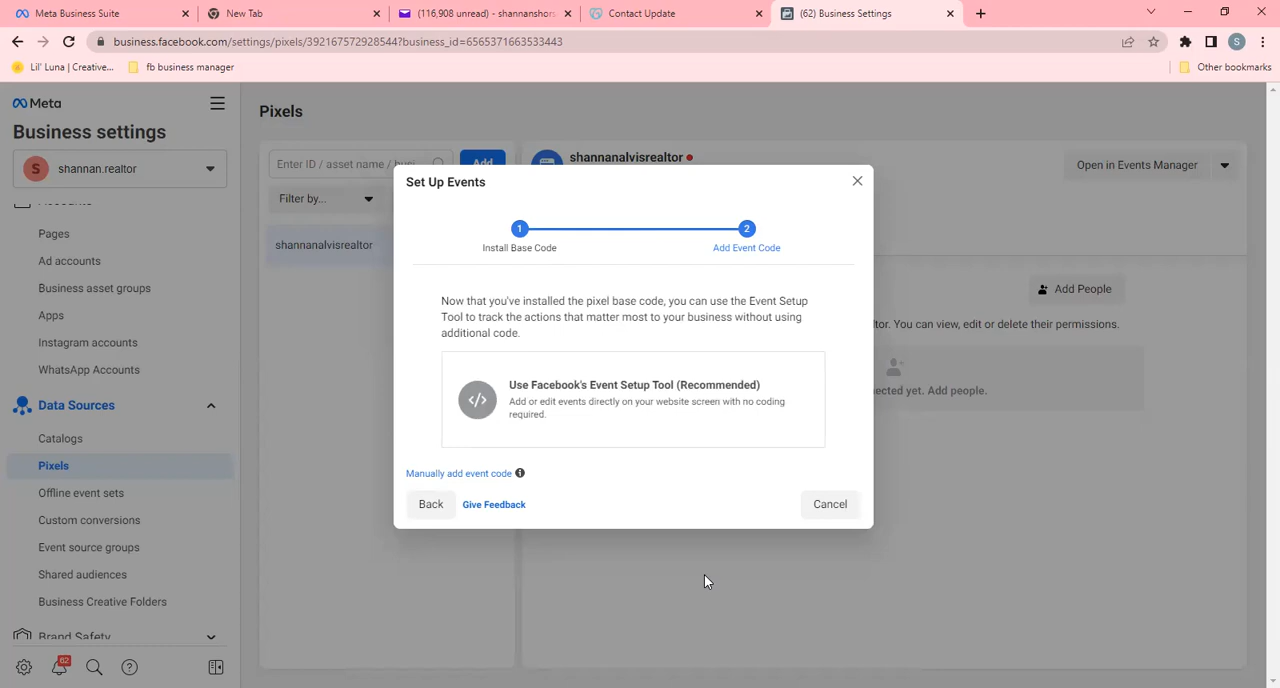 Meta Business Suite
New Tab
(116,908 unread) - shannanshors
Contact Update
(62) Business Settings
business.facebook.com/settings/pixels/392167572928544?business_id=6565371663533443
S
Lil' Luna | Creative...
fb business manager
Other bookmarks
Meta
Business settings
S
shannan.realtor
Pages
Ad accounts
Business asset groups
Apps
Instagram accounts
WhatsApp Accounts
Data Sources
Catalogs
Pixels
Offline event sets
Custom conversions
Event source groups
Shared audiences
Business Creative Folders
Brand Safety
62
Pixels
Enter ID / asset name / busi
Add
Filter by...
shannanalvisrealtor
shannanalvisrealtor
Open in Events Manager
Add People
tor. You can view, edit or delete their permissions.
ected yet. Add people.
Set Up Events
1
2
Install Base Code
Add Event Code
Now that you've installed the pixel base code, you can use the Event Setup
Tool to track the actions that matter most to your business without using
additional code.
Use Facebook's Event Setup Tool (Recommended)
Add or edit events directly on your website screen with no coding
required.
Manually add event code
Back
Give Feedback
Cancel